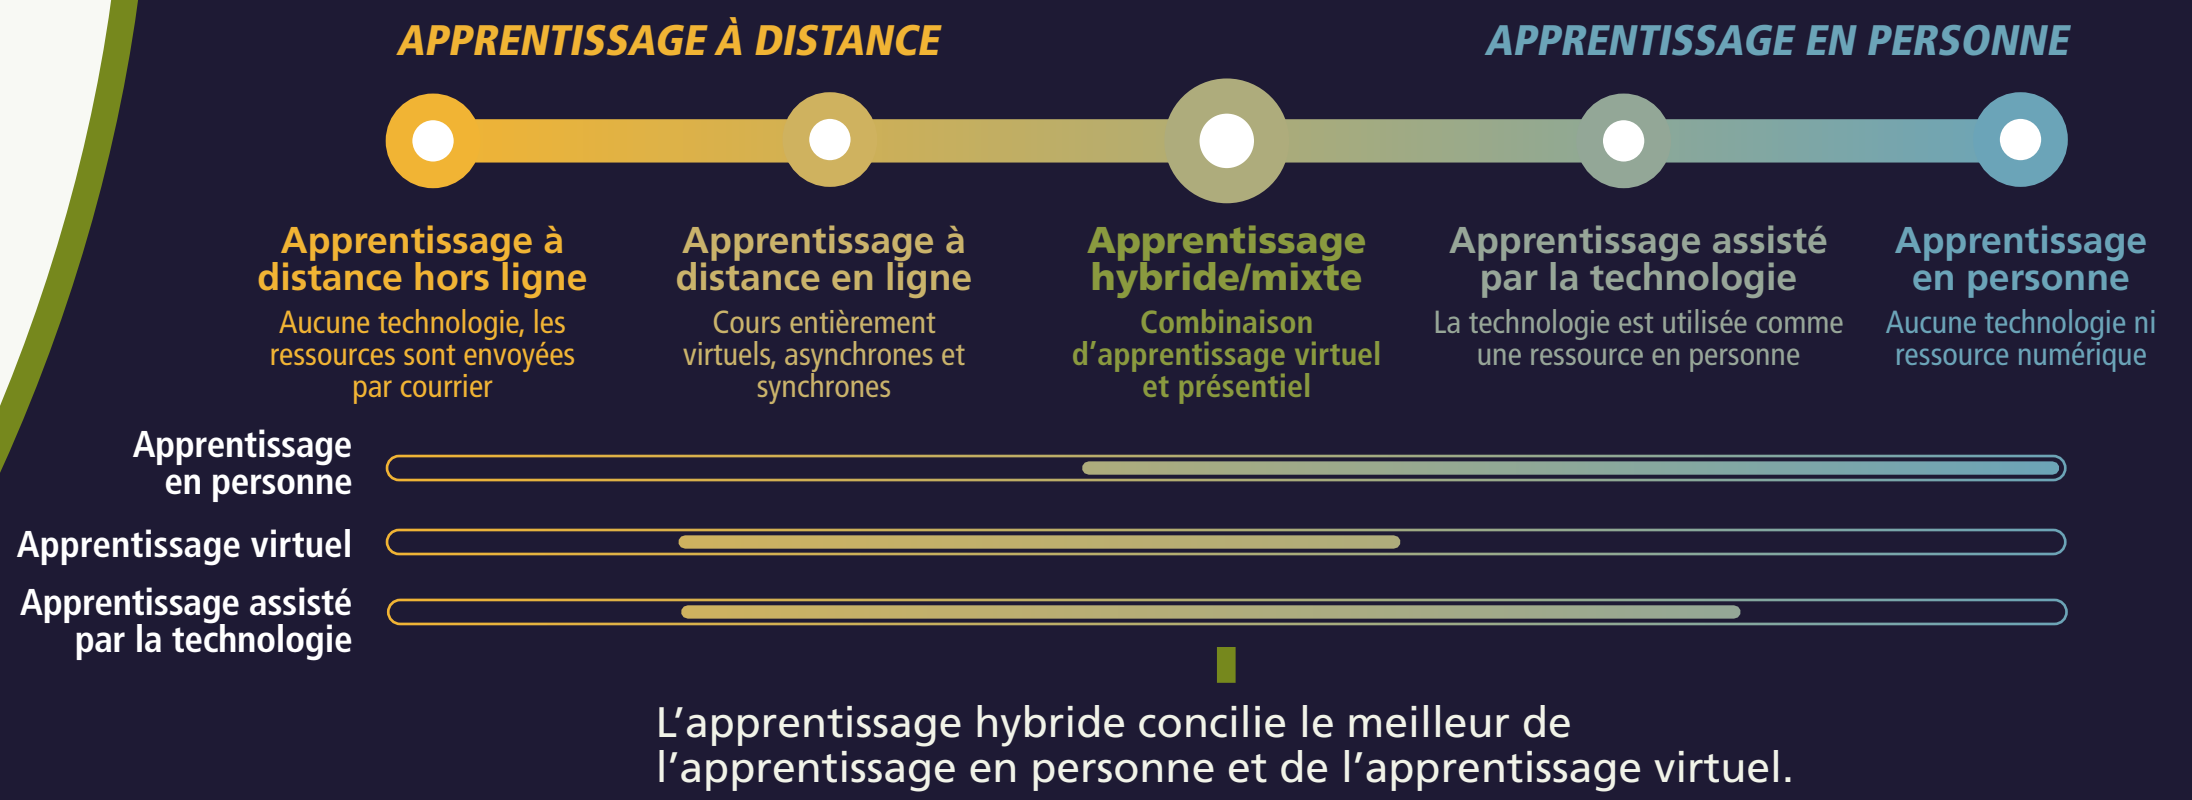 APPRENTISSAGE À DISTANCE
APPRENTISSAGE EN PERSONNE
Apprentissage à
distance hors ligne
Aucune technologie, les
ressources sont envoyées
par courrier
Apprentissage à
distance en ligne
Cours entièrement
virtuels, asynchrones et
synchrones
Apprentissage
hybride/mixte
Combinaison
d’apprentissage virtuel
et présentiel
Apprentissage assisté
par la technologie
La technologie est utilisée comme
une ressource en personne
Apprentissage
en personne
Aucune technologie ni
ressource numérique
Apprentissage
en personne
Apprentissage virtuel
Apprentissage assisté
par la technologie
L’apprentissage hybride concilie le meilleur de
l’apprentissage en personne et de l’apprentissage virtuel.